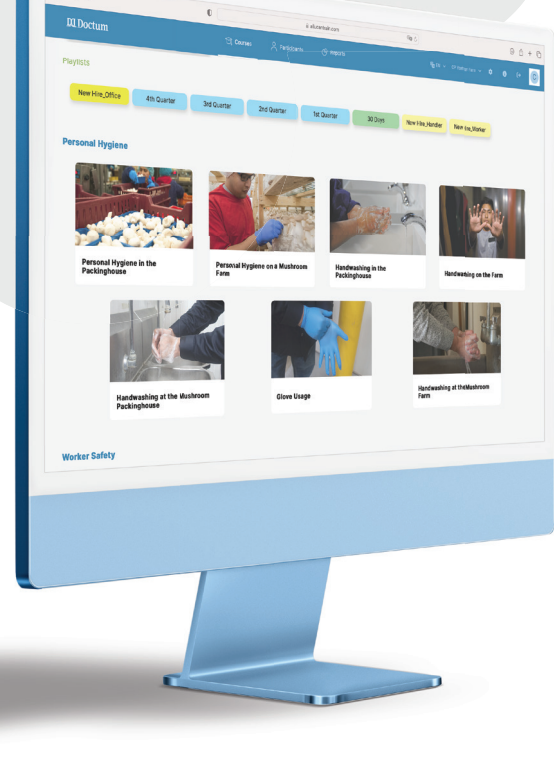 Doctum
Courses
Participants
Reports
EN
Playlists
New Hire_Office
4th Quarter
3rd Quarter
2nd Quarter
1st Quarter
30 Days
New Hire_Handler
New Hire_Worker
Personal Hygiene
Personal Hygiene in the
Packinghouse
Personal Hygiene on a Mushroom
Farm
Handwashing in the
Packinghouse
Handwashing on the Farm
Handwashing at the Mushroom
Packinghouse
Glove Usage
Handwashing at theMushroom
Farm
Worker Safety